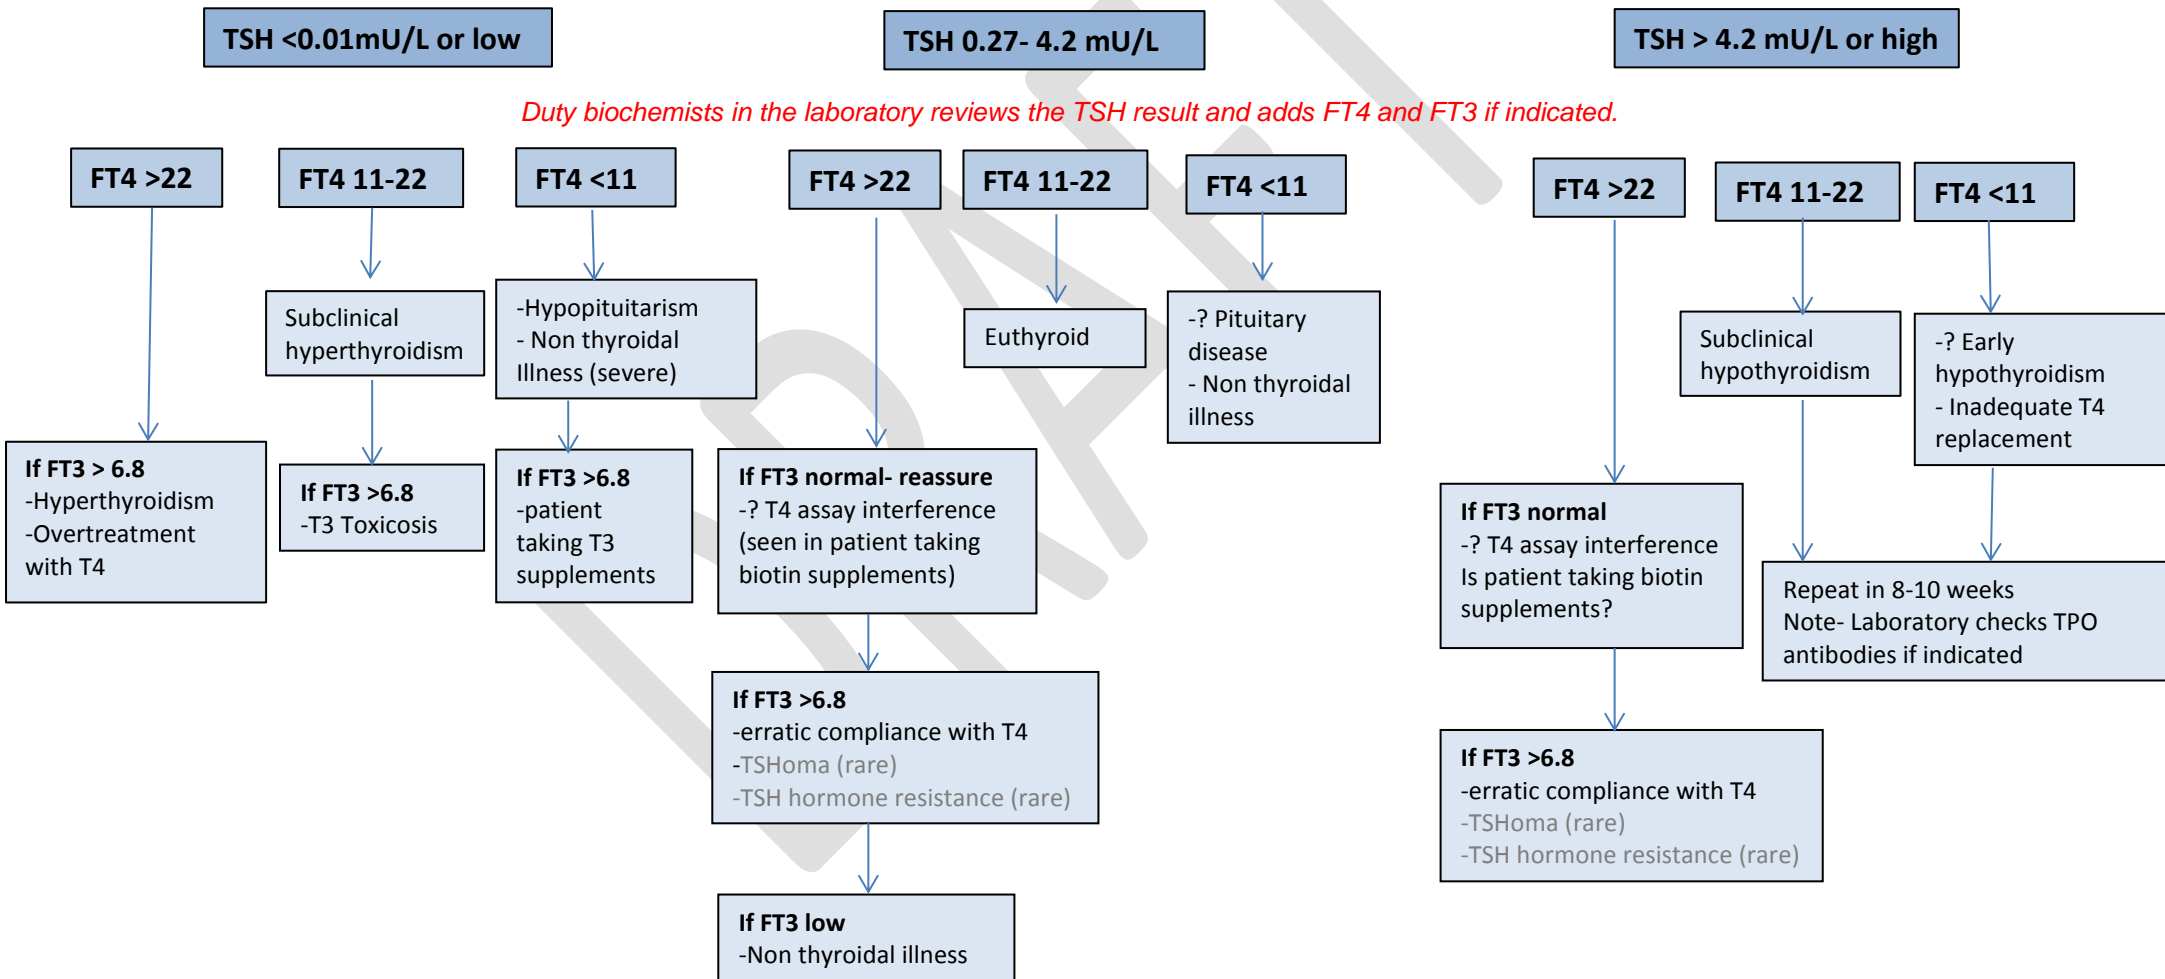 TSH <0.01mU/L or low
TSH 0.27- 4.2 mU/L
TSH > 4.2 mU/L or high
Duty biochemists in the laboratory reviews the TSH result and adds FT4 and FT3 if indicated.
FT4 >22
FT4 11-22
FT4 <11
FT4 >22
FT4 11-22
FT4 <11
FT4 >22
FT4 11-22
FT4 <11
Subclinical
hyperthyroidism
-Hypopituitarism
- Non thyroidal
Illness (severe)
Euthyroid
-? Pituitary
disease
- Non thyroidal
illness
Subclinical
hypothyroidism
-? Early
hypothyroidism
- Inadequate T4
replacement
If FT3 > 6.8
-Hyperthyroidism
-Overtreatment
with T4
If FT3 >6.8
-T3 Toxicosis
If FT3 >6.8
-patient
taking T3
supplements
If FT3 normal- reassure
-? T4 assay interference
(seen in patient taking
biotin supplements)
If FT3 normal
-? T4 assay interference
Is patient taking biotin
supplements?
Repeat in 8-10 weeks
Note- Laboratory checks TPO
antibodies if indicated
If FT3 >6.8
-erratic compliance with T4
-TSHoma (rare)
-TSH hormone resistance (rare)
If FT3 >6.8
-erratic compliance with T4
-TSHoma (rare)
-TSH hormone resistance (rare)
If FT3 low
-Non thyroidal illness
DRAFT